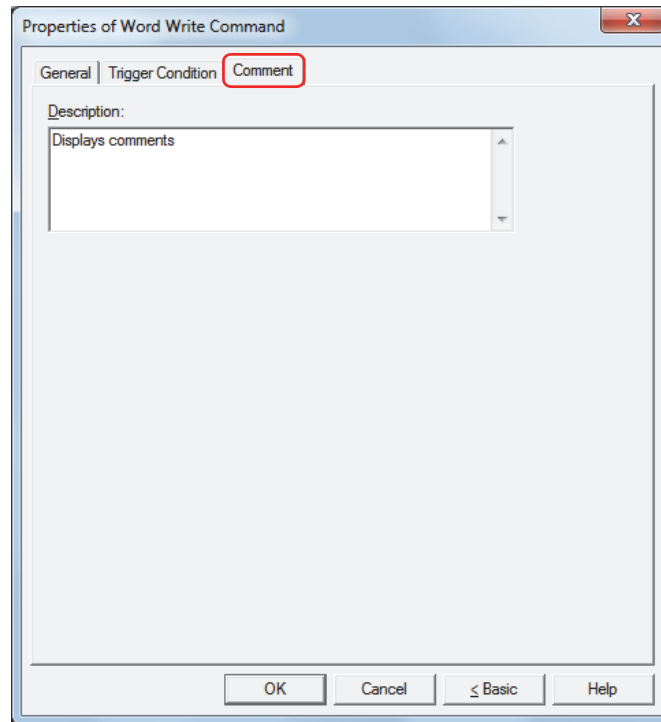 Properties of Word Write Command
General Trigger Condition Comment
Description:
Displays comments
OK Cancel ≤ Basic Help